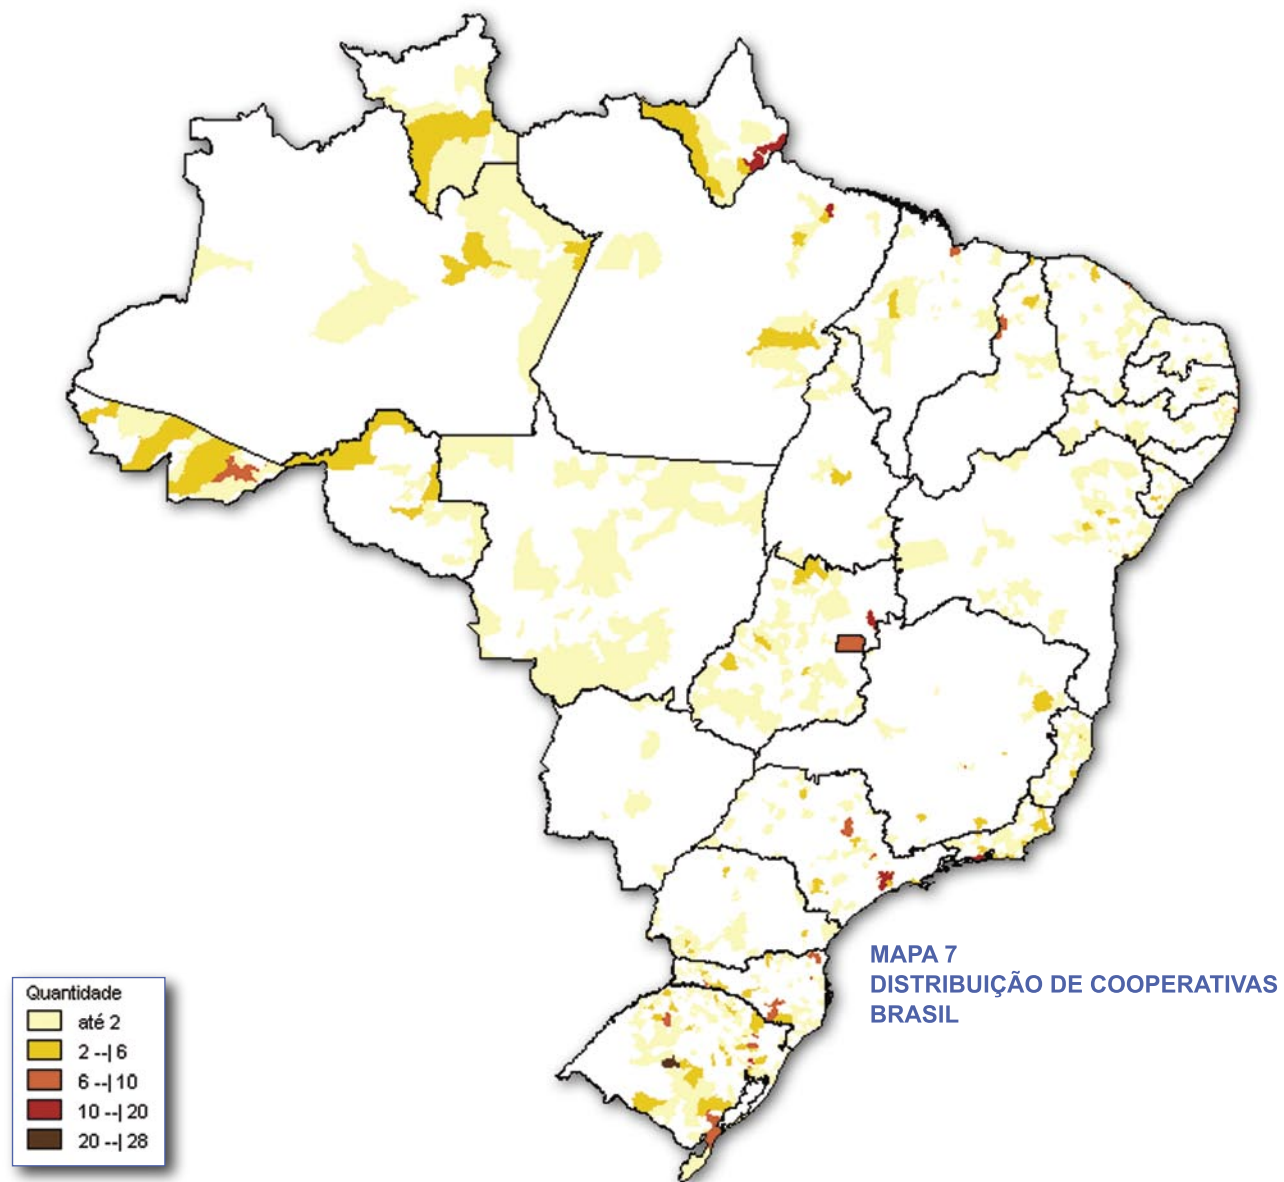 MAPA 7
DISTRIBUIÇÃO DE COOPERATIVAS
BRASIL
Quantidade
até 2
2 --| 6
6 --| 10
10 --| 20
20 --| 28